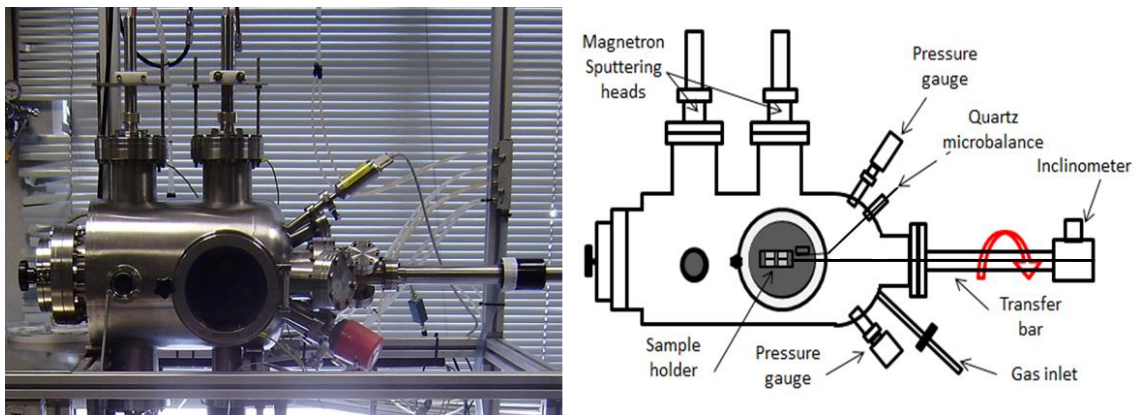 Magnetron
Sputtering
heads
Pressure
gauge
Quartz
microbalance
Inclinometer
Transfer
bar
Sample
holder
Pressure
gauge
Gas inlet